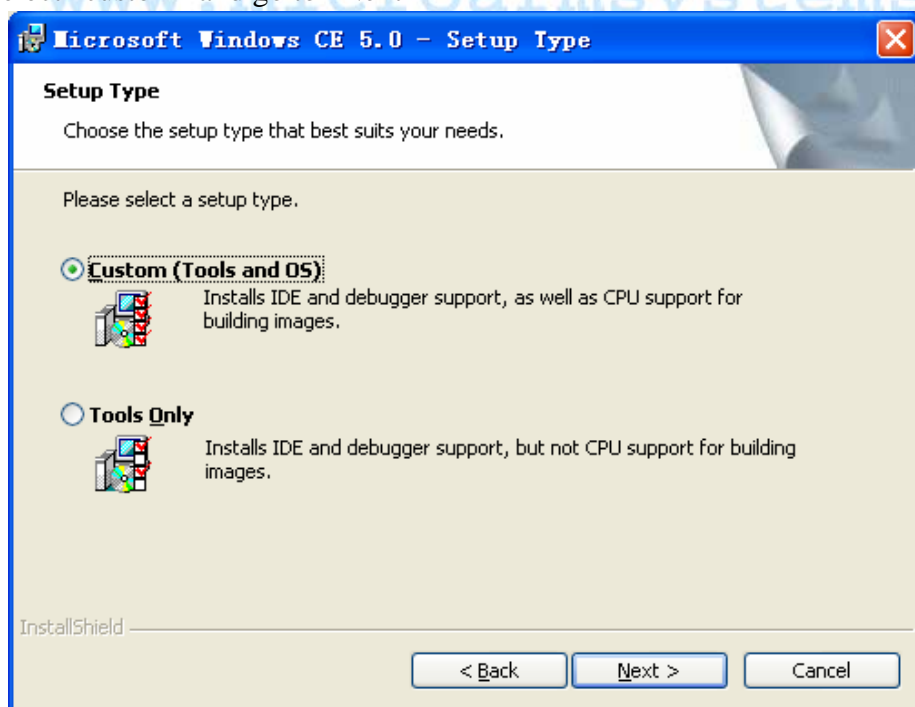 Microsoft Windows CE 5.0 - Setup Type
Setup Type
Choose the setup type that best suits your needs.
Please select a setup type.
Custom (Tools and OS)
Installs IDE and debugger support, as well as CPU support for
building images.
Tools Only
Installs IDE and debugger support, but not CPU support for building
images.
InstallShield
< Back Next > Cancel